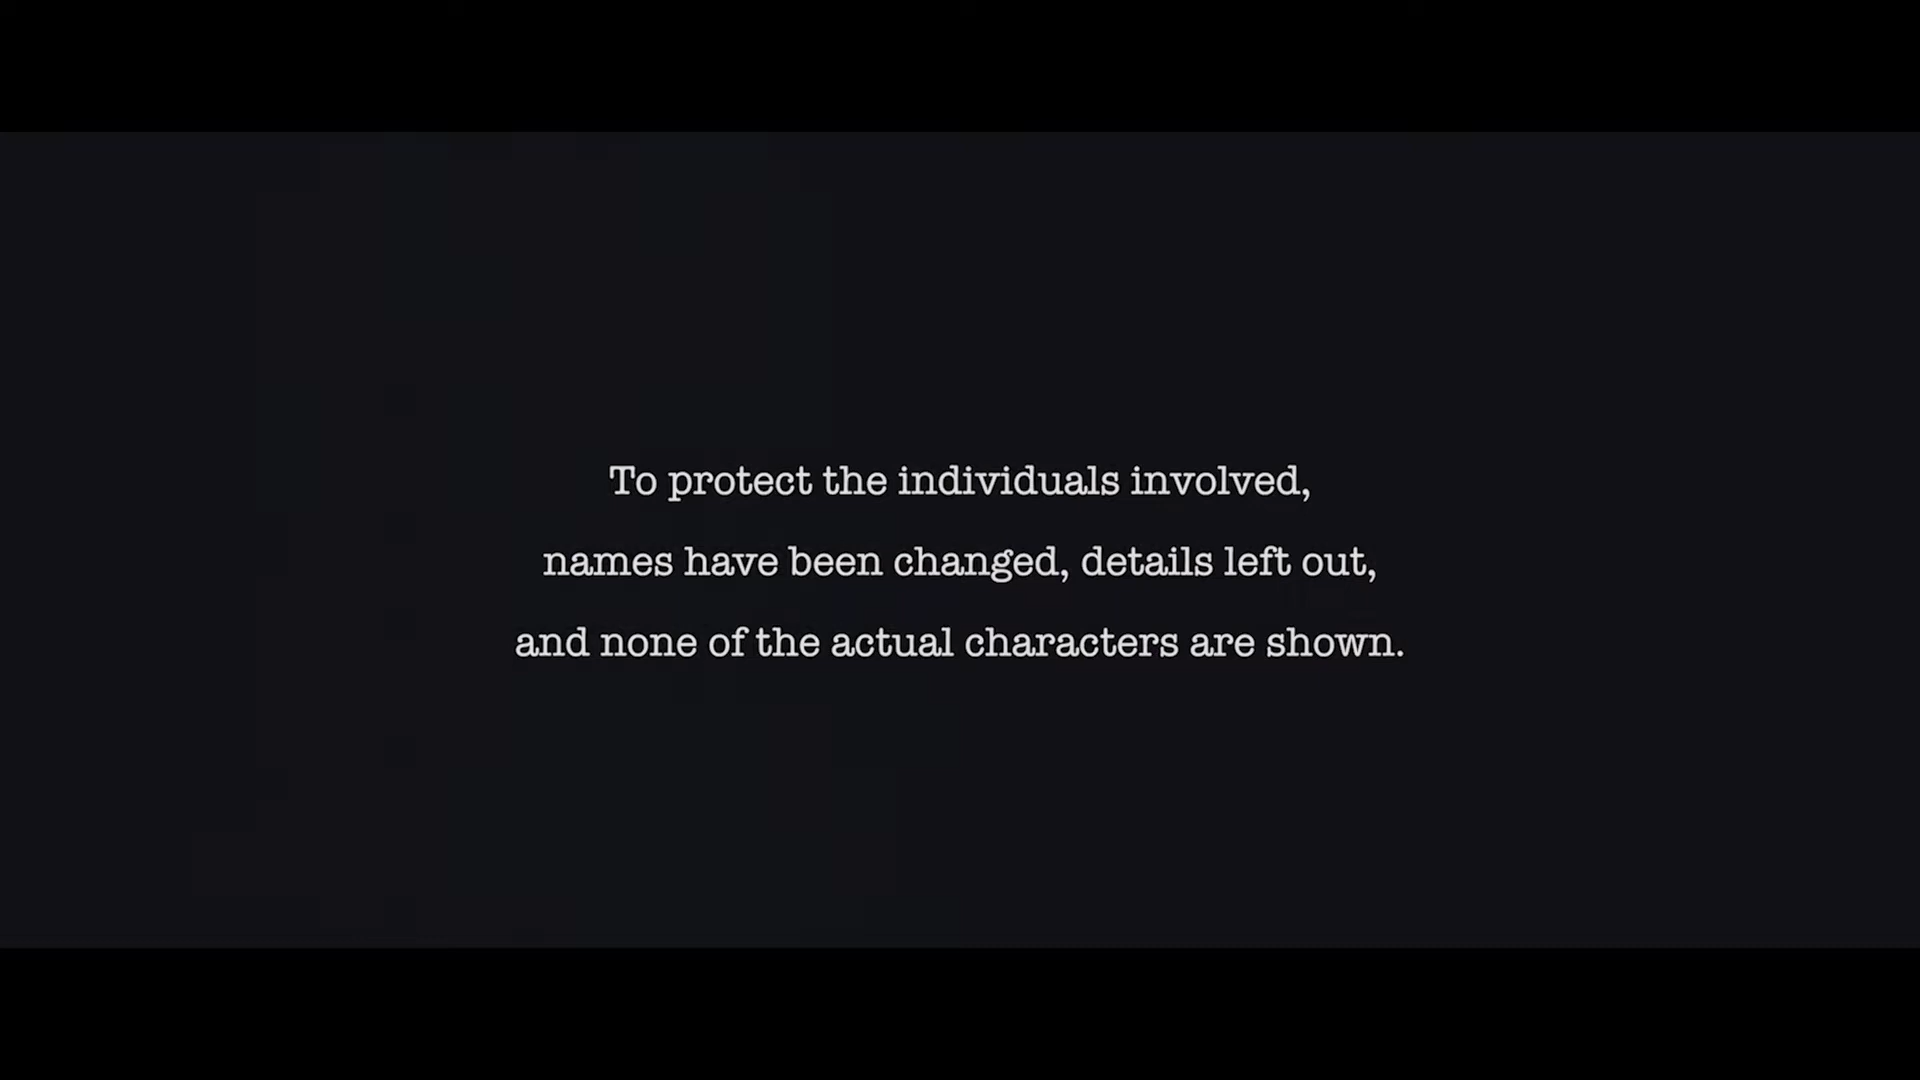 To protect the individuals involved,
names have been changed, details left out,
and none of the actual characters are shown.